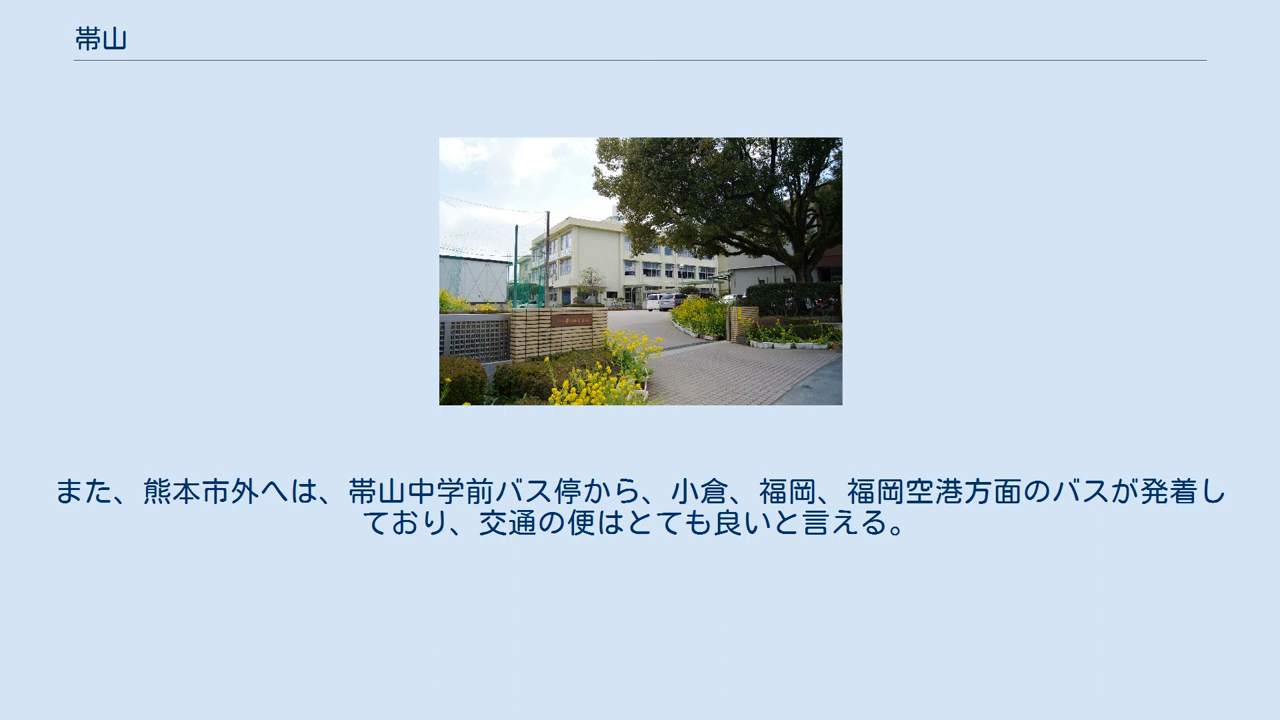 帯山
また、熊本市外へは、帯山中学前バス停から、小倉、福岡、福岡空港方面のバスが発着し
ており、交通の便はとても良いと言える。